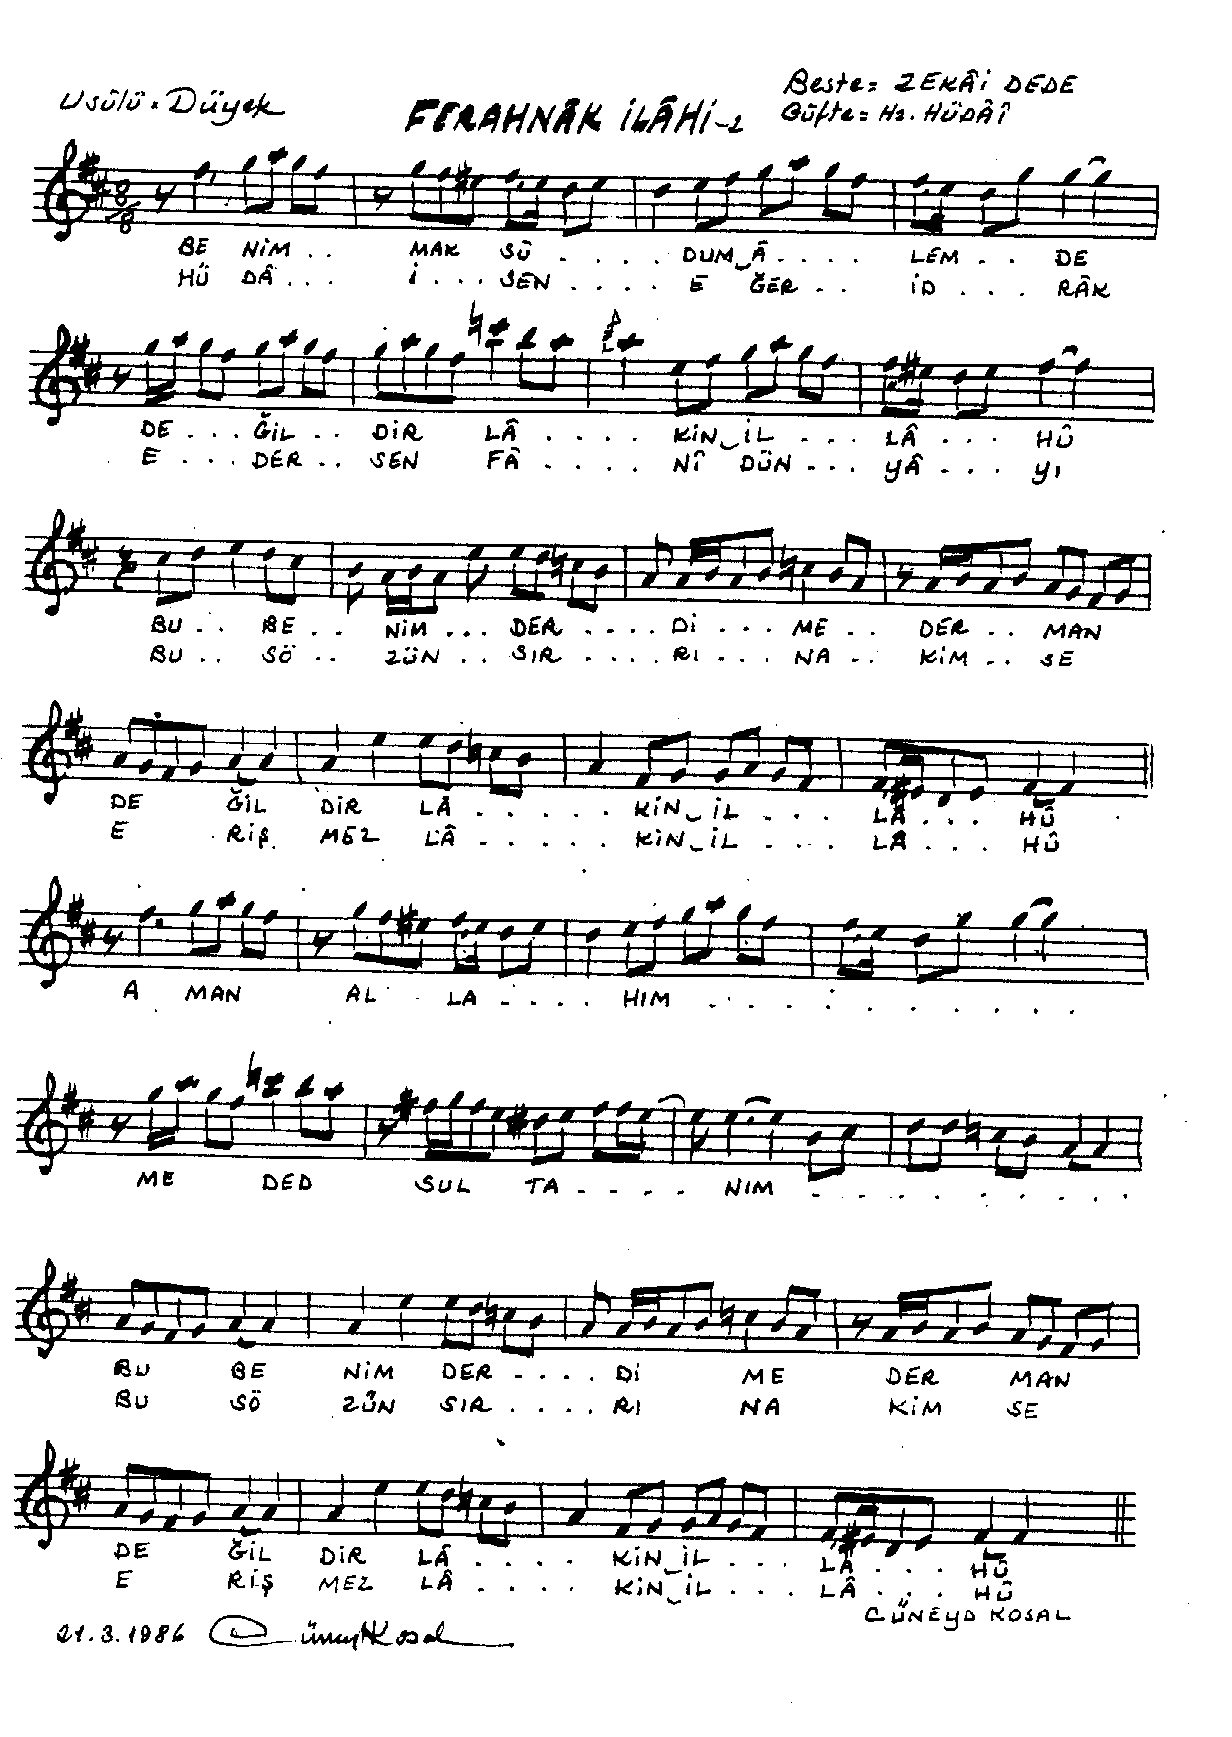 Usûlü = Düyek
FERAHNÂK İLÂHİ-2
Beste = ZEKÂİ DEDE
Güfte = Hz. HÜDÂÎ
8/8
BE NİM . . MAK SÛ . . . . DUM‿Â . . . . LEM . . DE
HÜ DÂ . . . İ . . . SEN . . . . E ĞER . . İD . . . RÂK
DE . . . ĞİL . . DİR LÂ . . . . KİN‿İL . . . LÂ . . . HÛ
E . . . DER . . SEN FÂ . . . . NÎ DÜN . . . YÂ . . . YI
BU . . BE . . NİM . . . DER . . . . Dİ . . . ME . . DER . . MAN
BU . . SÖ . . ZÜN . . SIR . . . . RI . . . NA . . KİM . . SE
DE ĞİL DİR LÂ . . . . . KİN‿İL . . . LÂ . . . HÛ
E RİŞ MEZ LÂ . . . . . KİN‿İL . . . LÂ . . . HÛ
A MAN AL . LA . . . . HIM . . . . . . . . . .
ME DED SUL TA . . . . NIM . . . . . . . . .
BU BE NİM DER . . . . Dİ ME DER MAN
BU SÖ ZÜN SIR . . . . RI NA KİM SE
DE ĞİL DİR LÂ . . . . KİN‿İL . . . LÂ . . . HÛ
E RİŞ MEZ LÂ . . . . KİN‿İL . . . LÂ . . . HÛ
CÜNEYD KOSAL
21.3.1986 Cüneyd Kosal